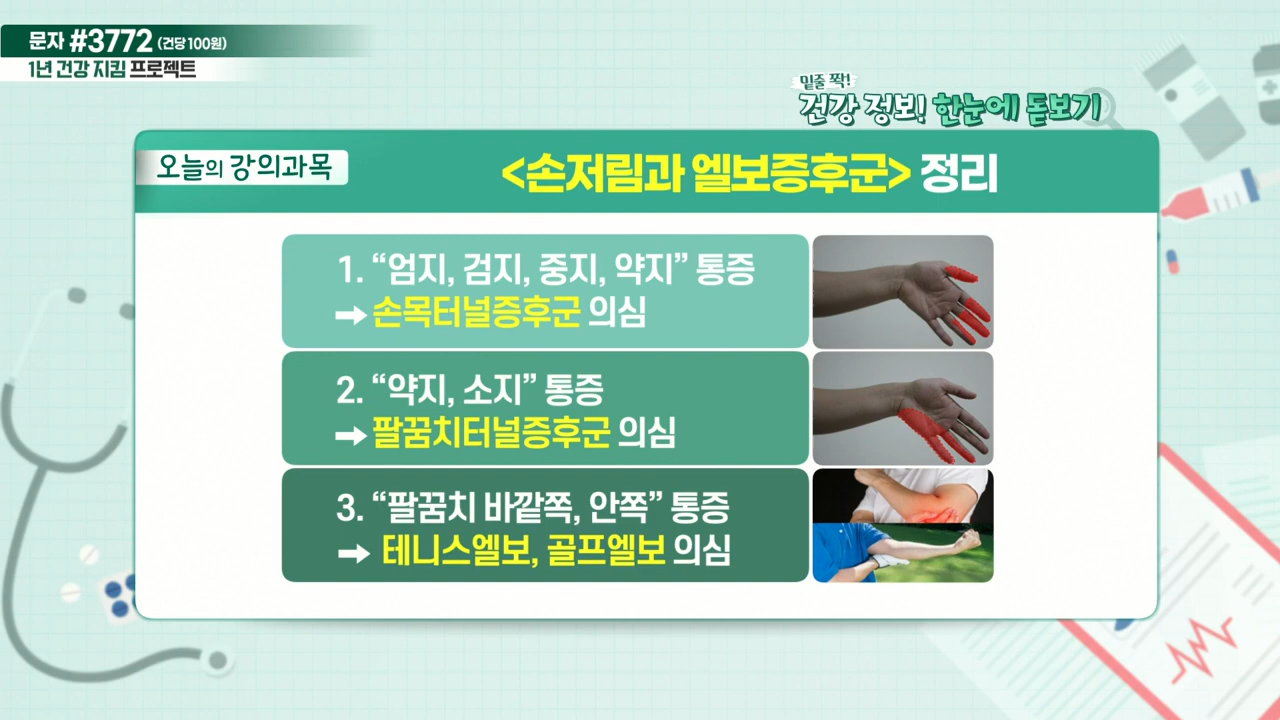 문자 #3772 (건당 100원)
1년 건강 지킴 프로젝트
밑줄 쫙!
건강 정보! 한눈에 돋보기
오늘의 강의과목
<손저림과 엘보증후군> 정리
1. “엄지, 검지, 중지, 약지” 통증
➞ 손목터널증후군 의심
2. “약지, 소지” 통증
➞ 팔꿈치터널증후군 의심
3. “팔꿈치 바깥쪽, 안쪽” 통증
➞ 테니스엘보, 골프엘보 의심